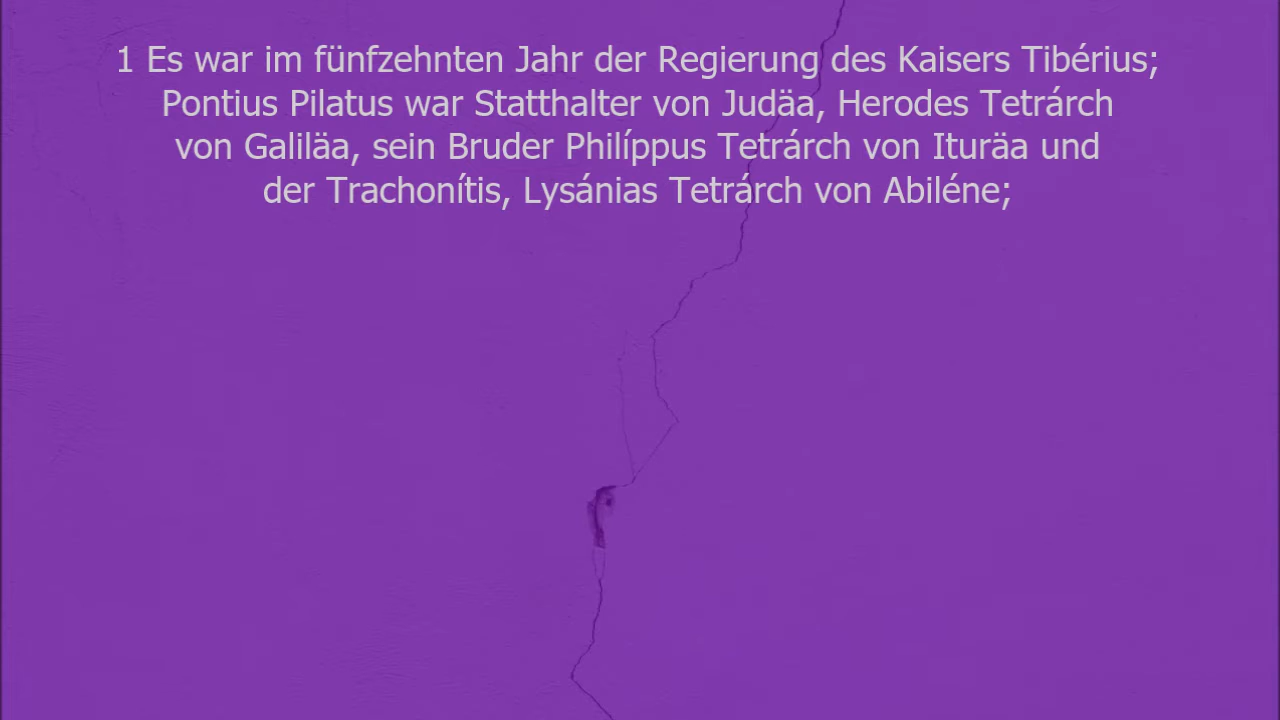 1 Es war im fünfzehnten Jahr der Regierung des Kaisers Tibérius;
Pontius Pilatus war Statthalter von Judäa, Herodes Tetrárch
von Galiläa, sein Bruder Philíppus Tetrárch von Ituräa und
der Trachonítis, Lysánias Tetrárch von Abiléne;